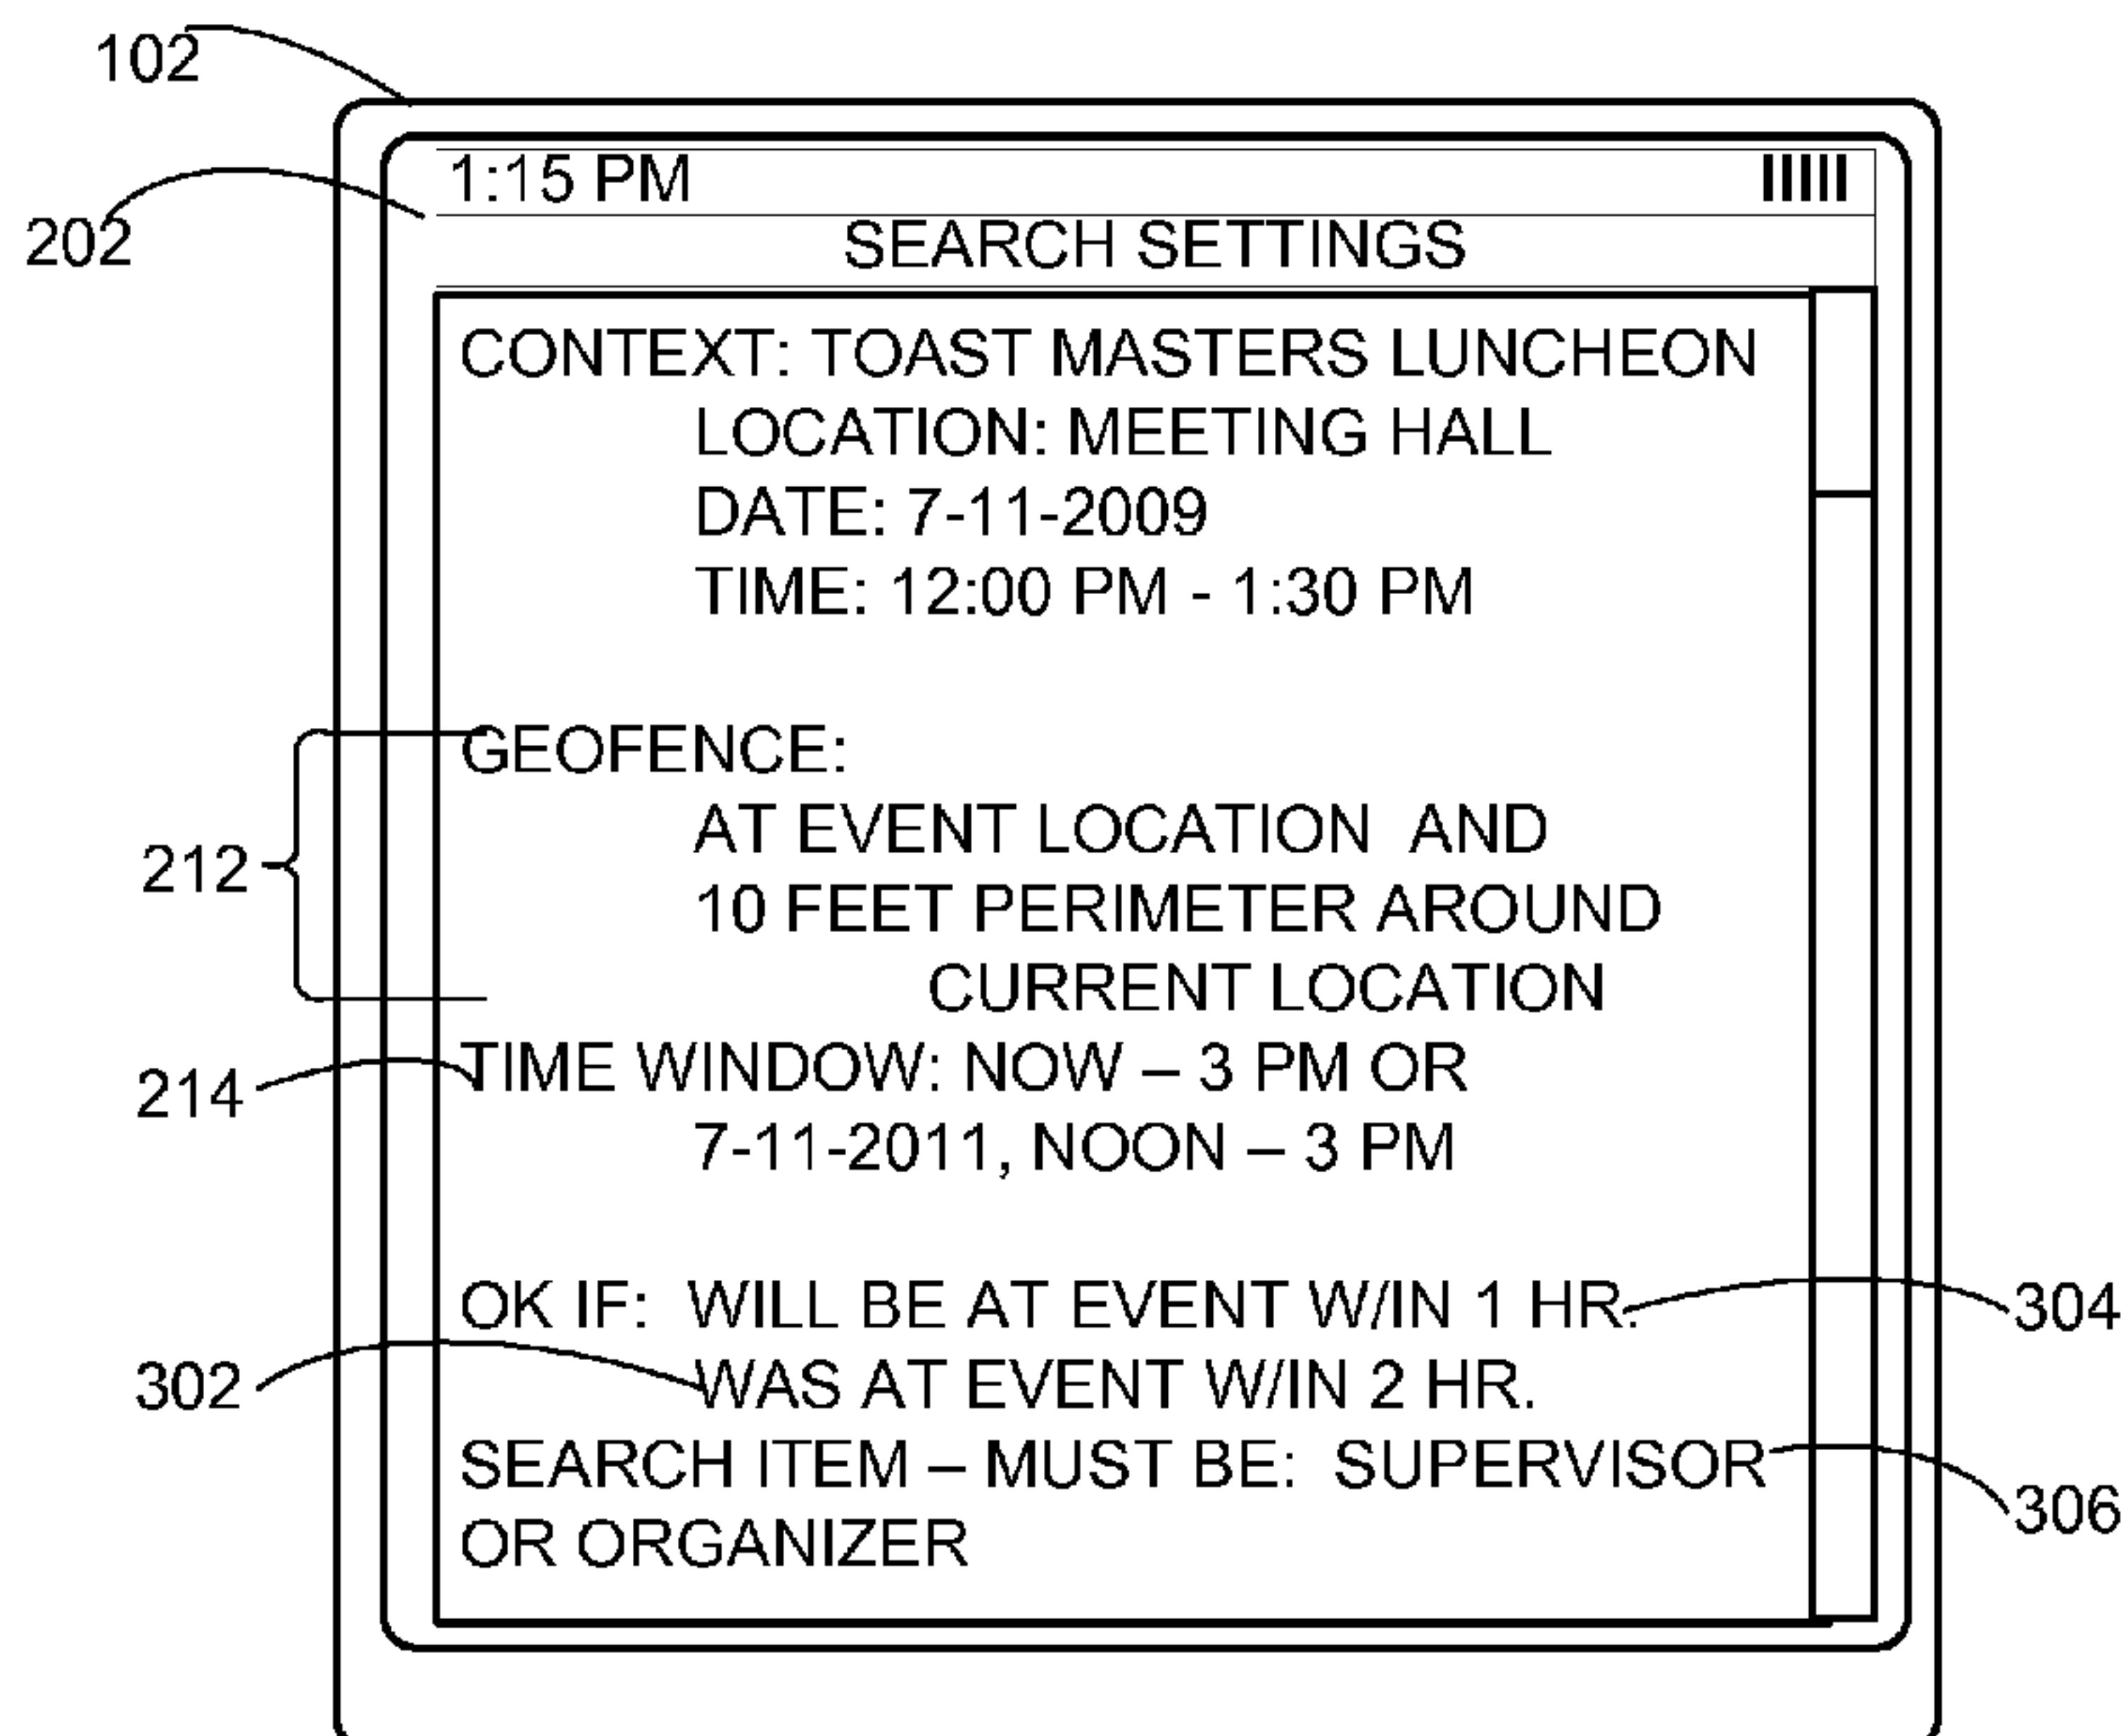 102
1:15 PM
202
SEARCH SETTINGS
CONTEXT: TOAST MASTERS LUNCHEON
LOCATION: MEETING HALL
DATE: 7-11-2009
TIME: 12:00 PM - 1:30 PM
GEOFENCE:
AT EVENT LOCATION AND
212
10 FEET PERIMETER AROUND
CURRENT LOCATION
TIME WINDOW: NOW – 3 PM OR
214
7-11-2011, NOON – 3 PM
OK IF: WILL BE AT EVENT W/IN 1 HR.
304
302
WAS AT EVENT W/IN 2 HR.
SEARCH ITEM – MUST BE: SUPERVISOR
306
OR ORGANIZER